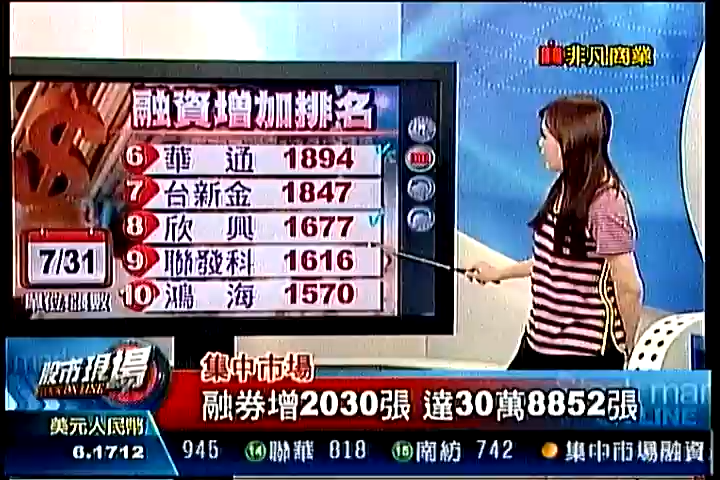 非凡商業
融資增加排名
6 華通 1894
7 台新金 1847
8 欣興 1677
9 聯發科 1616
10 鴻海 1570
7/31
單位:張數
股市現場
集中市場
融券增2030張 達30萬8852張
美元人民幣
6.1712
945 14 聯華 818 15 南紡 742 集中市場融資